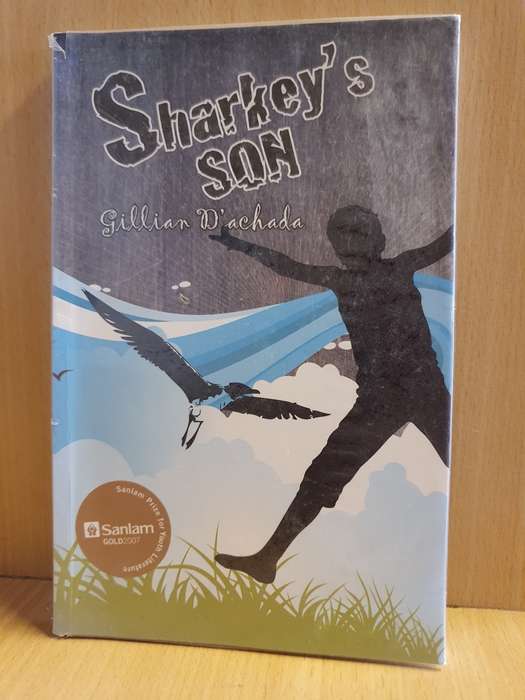 Sharkey's
SON
Gillian D'achada
Sanlam Prize for Youth Literature
Sanlam
GOLD2007